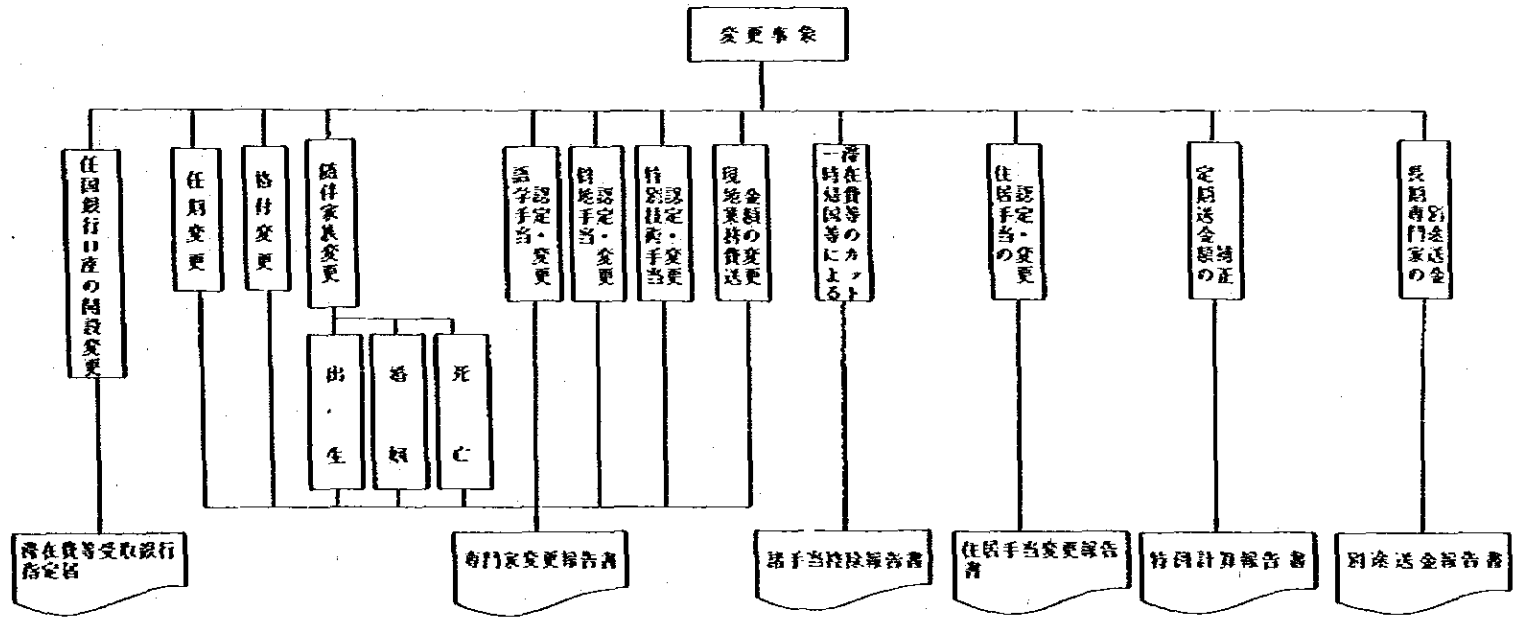 変更事象
任国銀行口座の開設変更
任期変更
格付変更
随伴家族変更
語学手当
認定・変更
僻地手当
認定・変更
特別技術手当
認定・変更
現地業務費送
金額の変更
一時帰国等による
滞在費等のカット
住居手当の
認定・変更
定期送金額の
補正
長期専門家の
別途送金
出・生
婚姻
死亡
滞在費等受取銀行
指定届
専門家変更報告書
諸手当控除報告書
住居手当変更報告
書
特例計算報告書
別途送金報告書